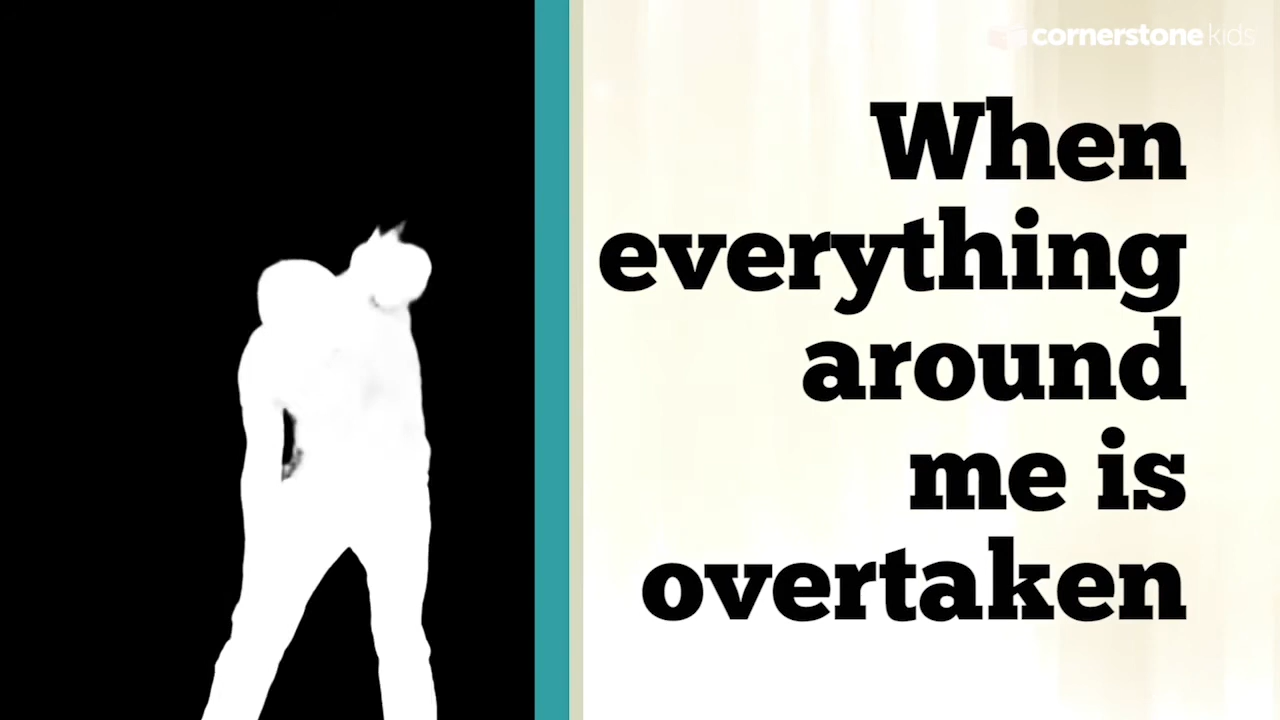 cornerstone kids
When
everything
around
me is
overtaken